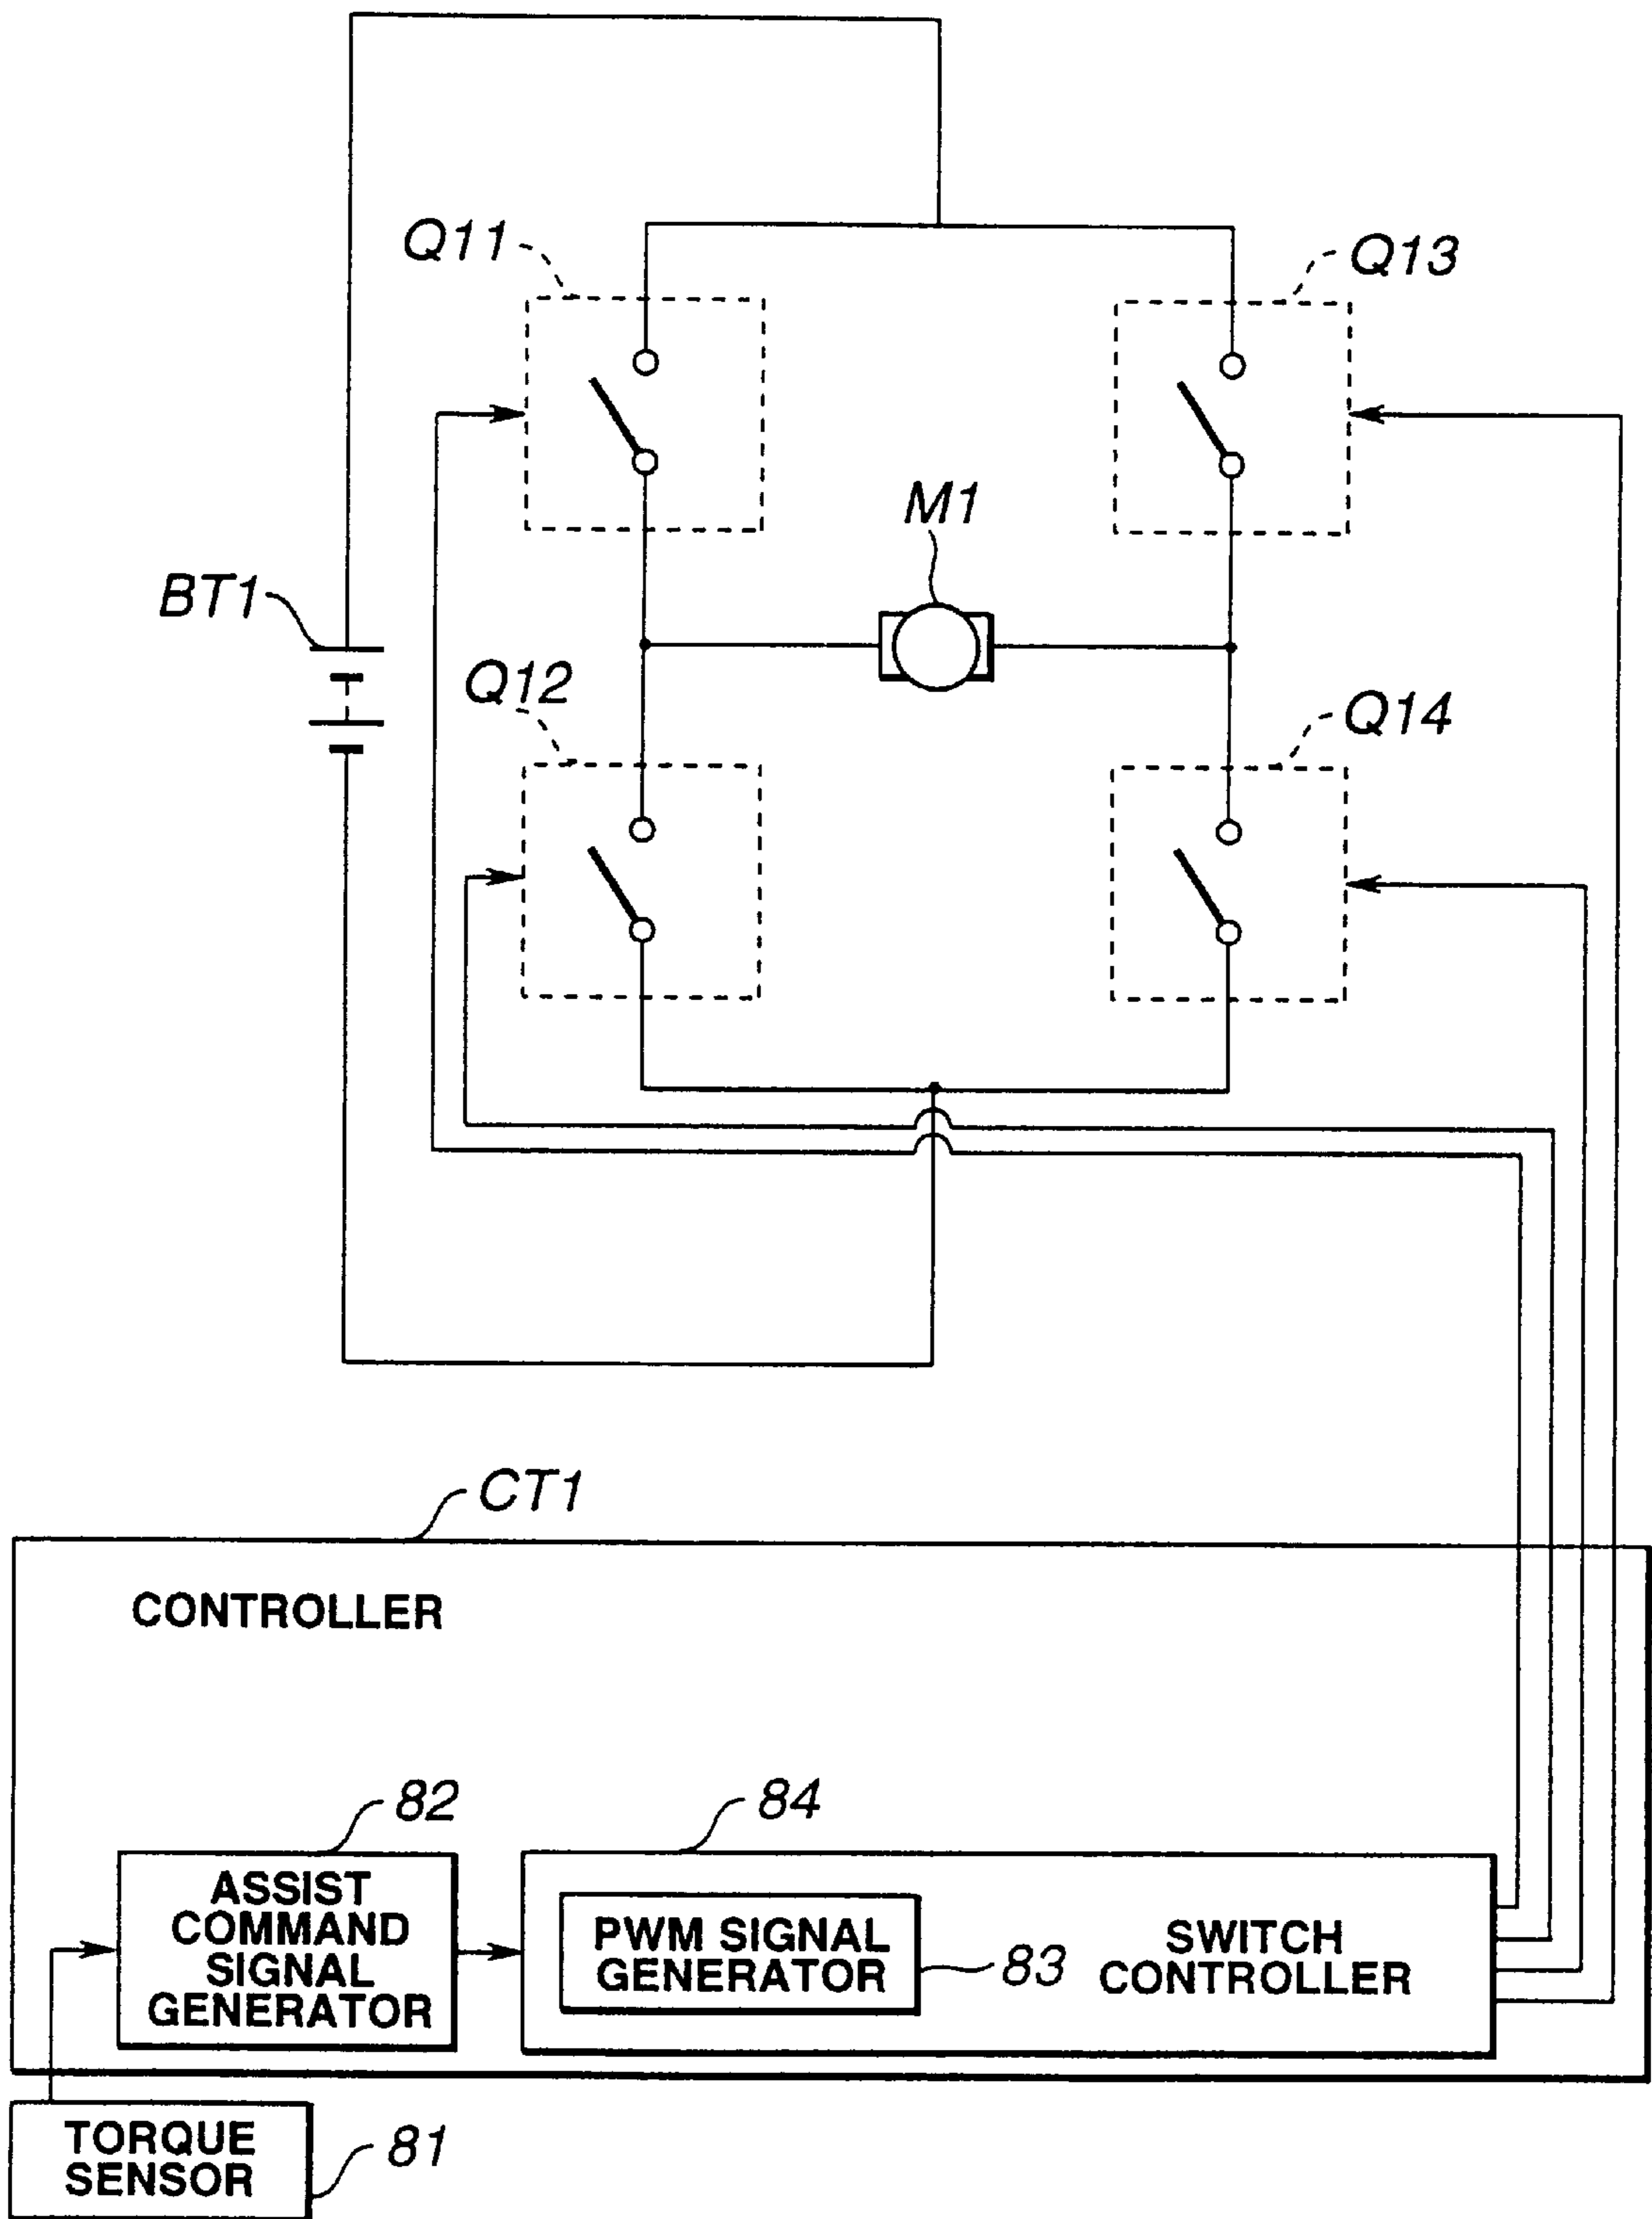 Q11
Q13
M1
BT1
Q12
Q14
CT1
CONTROLLER
82
84
ASSIST
COMMAND
SIGNAL
GENERATOR
PWM SIGNAL
GENERATOR
83
SWITCH
CONTROLLER
TORQUE
SENSOR
81